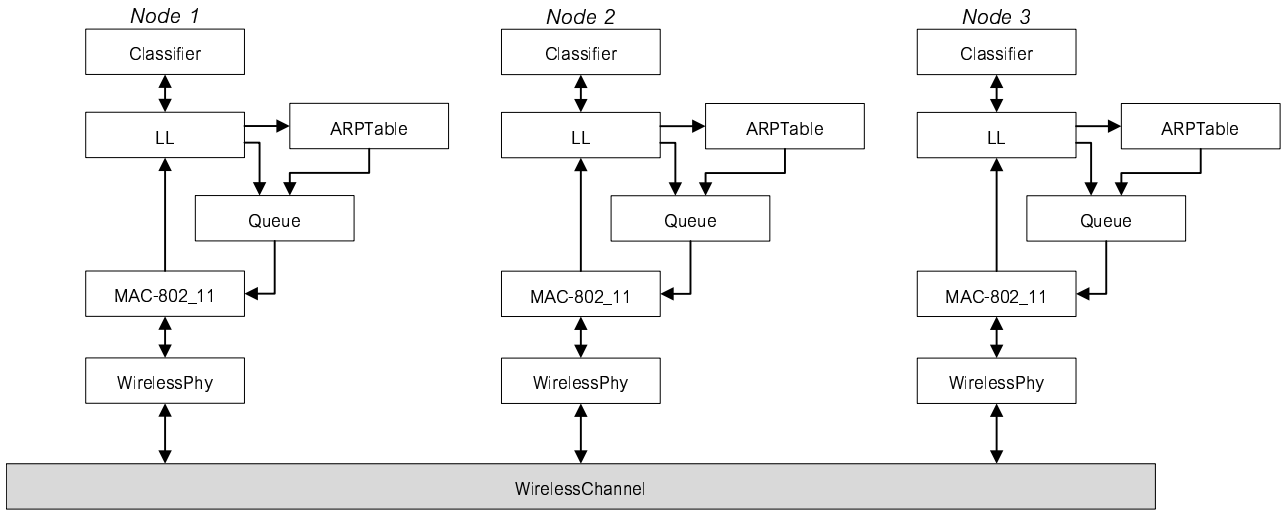 Node 1
Classifier
LL
ARPTable
Queue
MAC-802_11
WirelessPhy
Node 2
Classifier
LL
ARPTable
Queue
MAC-802_11
WirelessPhy
Node 3
Classifier
LL
ARPTable
Queue
MAC-802_11
WirelessPhy
WirelessChannel